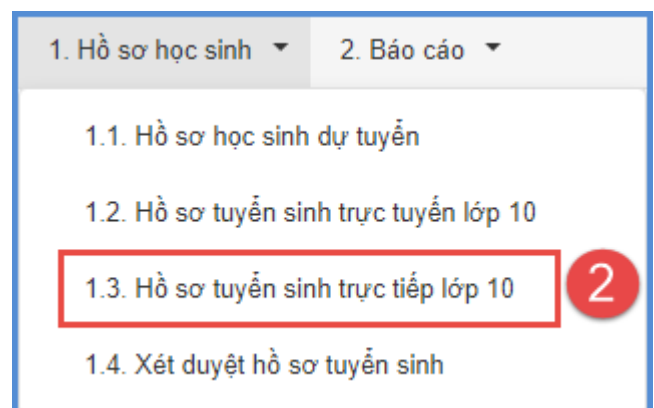 1. Hồ sơ học sinh 2. Báo cáo
1.1. Hồ sơ học sinh dự tuyển
1.2. Hồ sơ tuyển sinh trực tuyến lớp 10
1.3. Hồ sơ tuyển sinh trực tiếp lớp 10
2
1.4. Xét duyệt hồ sơ tuyển sinh